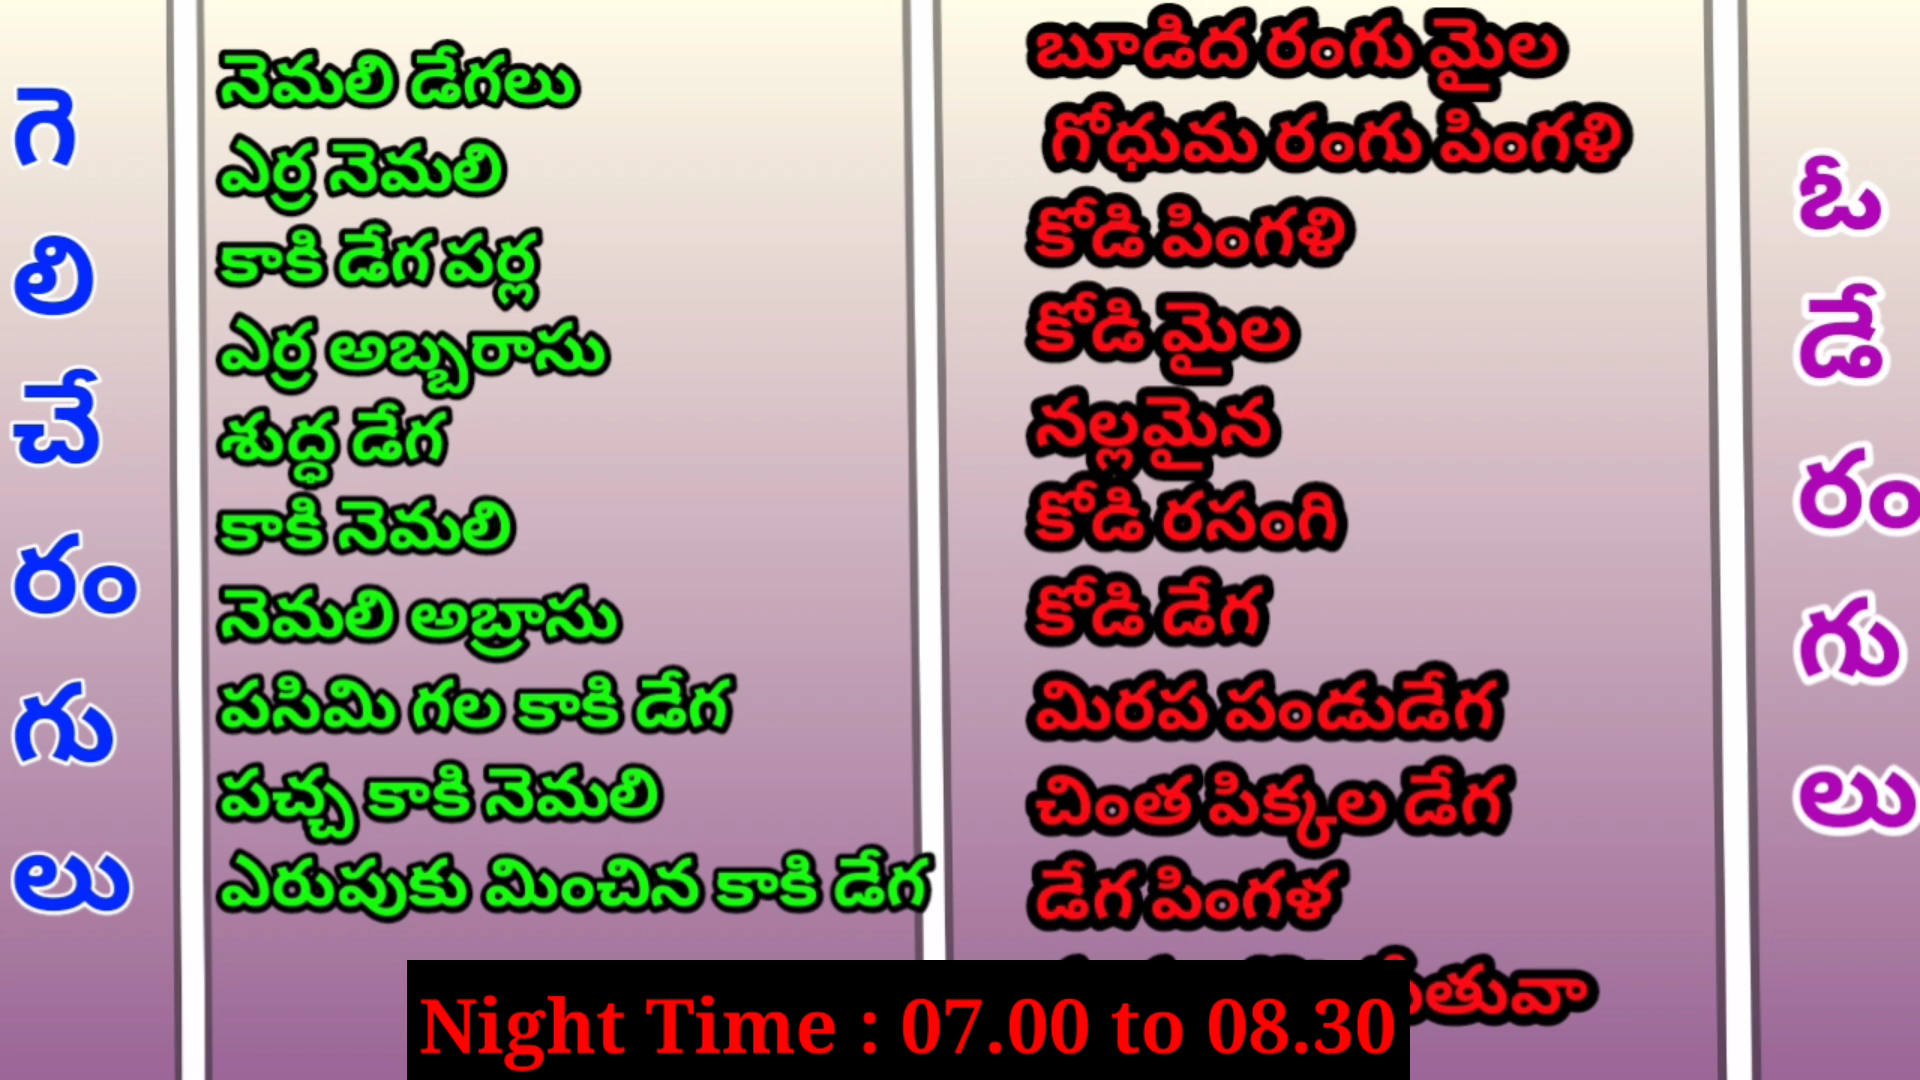 గెలిచే రంగులు
నెమలి డేగలు
ఎర్ర నెమలి
కాకి డేగ పర్ల
ఎర్ర అబ్బరాసు
శుద్ధ డేగ
కాకి నెమలి
నెమలి అబ్రాసు
పసిమి గల కాకి డేగ
పచ్చ కాకి నెమలి
ఎరుపుకు మించిన కాకి డేగ
బూడిద రంగు మైల
గోధుమ రంగు పింగళి
కోడి పింగళి
కోడి మైల
నల్లమైన
కోడి రసంగి
కోడి డేగ
మిరప పండుడేగ
చింత పిక్కల డేగ
డేగ పింగళ
ఓడే రంగులు
Night Time : 07.00 to 08.30